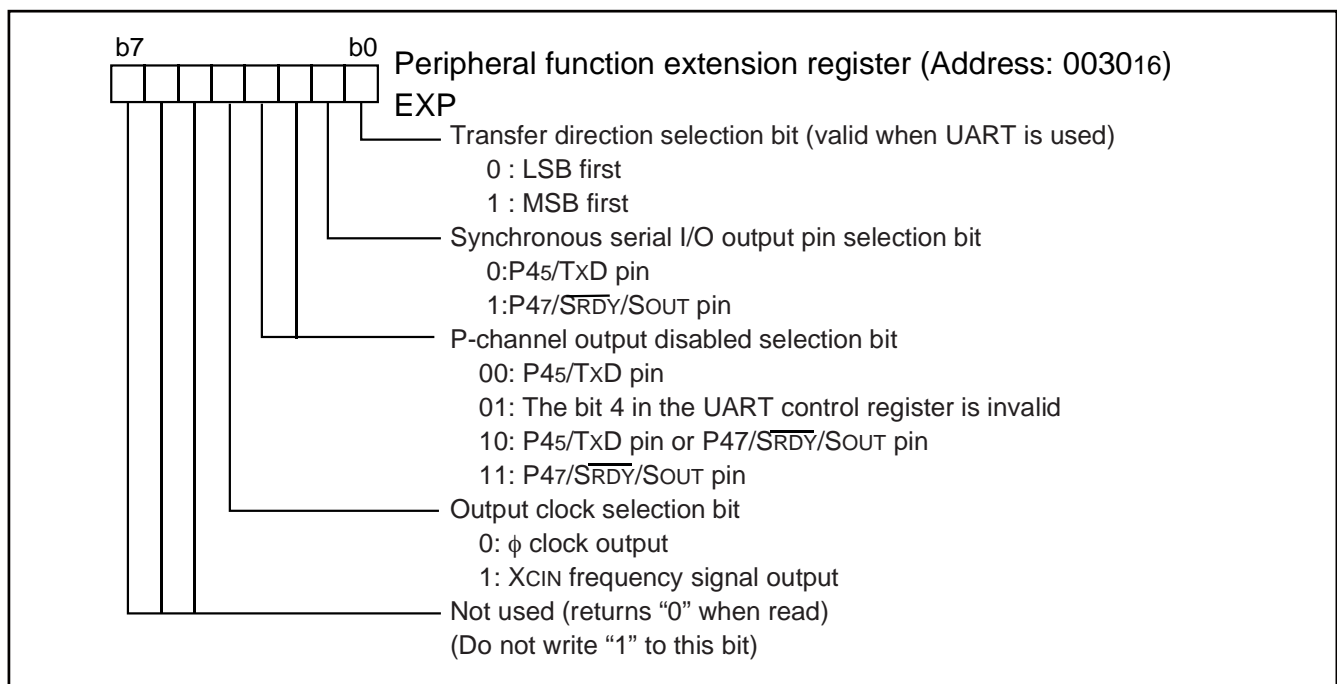 b7 b0
Peripheral function extension register (Address: 003016)
EXP
Transfer direction selection bit (valid when UART is used)
0 : LSB first
1 : MSB first
Synchronous serial I/O output pin selection bit
0:P45/TXD pin
1:P47/SRDY/SOUT pin
P-channel output disabled selection bit
00: P45/TXD pin
01: The bit 4 in the UART control register is invalid
10: P45/TXD pin or P47/SRDY/SOUT pin
11: P47/SRDY/SOUT pin
Output clock selection bit
0: ϕ clock output
1: XCIN frequency signal output
Not used (returns “0” when read)
(Do not write “1” to this bit)